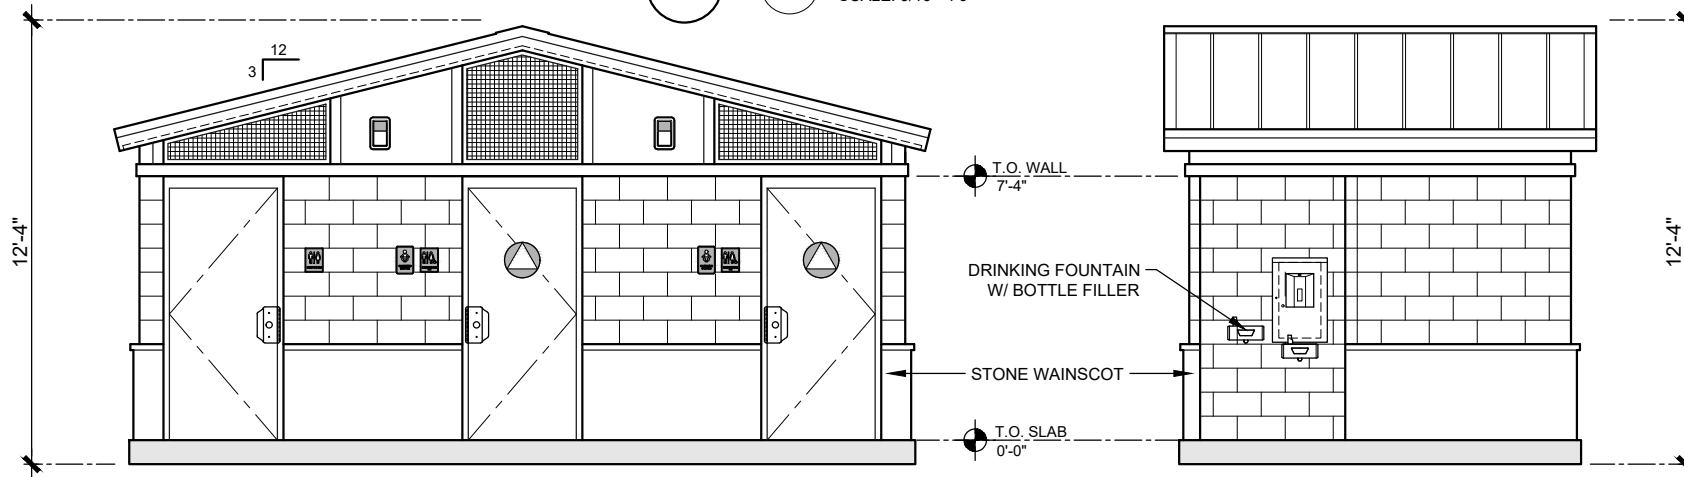 12
3
12'-4"
T.O. WALL
7'-4"
DRINKING FOUNTAIN
W/ BOTTLE FILLER
STONE WAINSCOT
T.O. SLAB
0'-0"
12'-4"